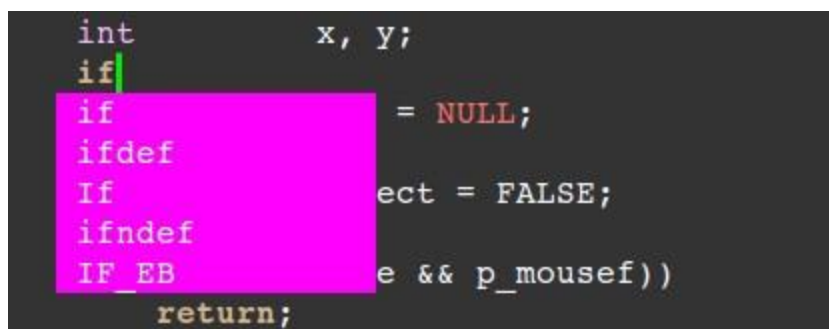 int x, y;
if
if = NULL;
ifdef
If ect = FALSE;
ifndef
IF_EB e && p_mousef))
return;